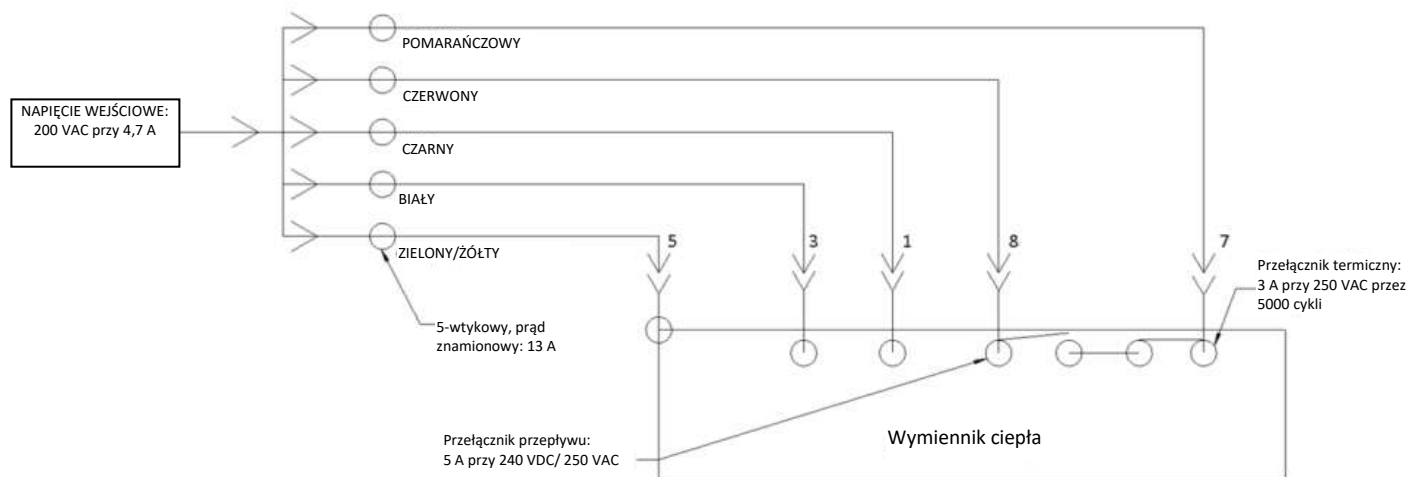 POMARAŃCZOWY
CZERWONY
NAPIĘCIE WEJŚCIOWE:
200 VAC przy 4,7 A
CZARNY
BIAŁY
ZIELONY/ŻÓŁTY
5
3
1
8
7
Przełącznik termiczny:
3 A przy 250 VAC przez
5000 cykli
5-wtykowy, prąd
znamionowy: 13 A
Przełącznik przepływu:
5 A przy 240 VDC/ 250 VAC
Wymiennik ciepła